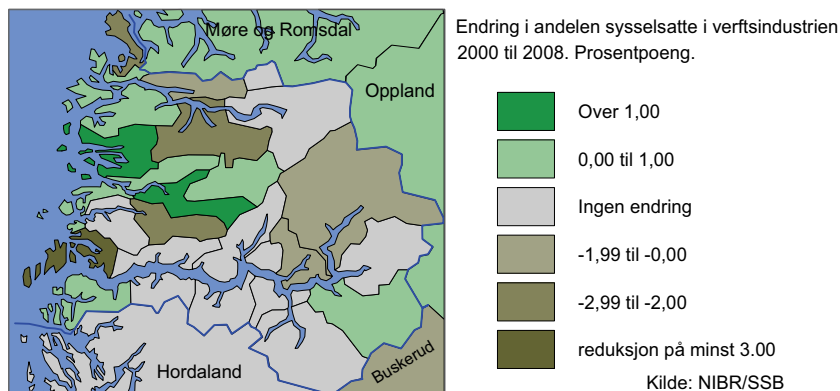 Møre og Romsdal
Oppland
Hordaland
Buskerud
Endring i andelen sysselsatte i verftsindustrien
2000 til 2008. Prosentpoeng.
Over 1,00
0,00 til 1,00
Ingen endring
-1,99 til -0,00
-2,99 til -2,00
reduksjon på minst 3.00
Kilde: NIBR/SSB